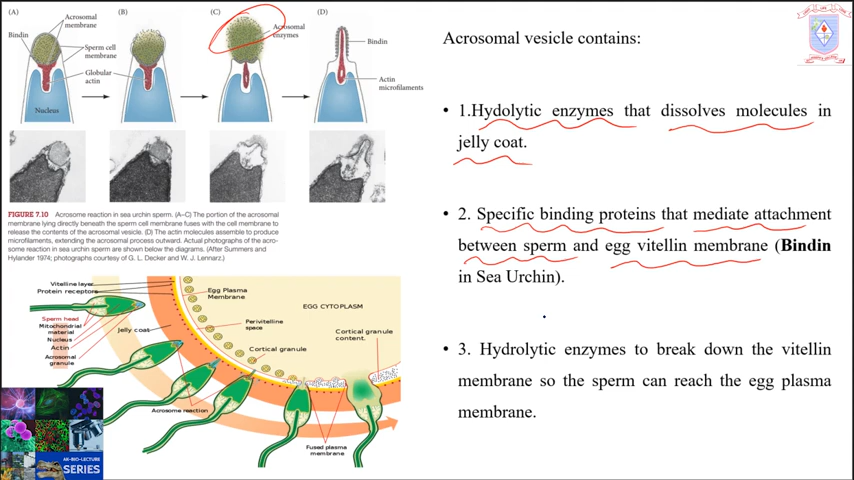 (A)
(B)
(C)
(D)
Acrosomal
membrane
Bindin
Sperm cell
membrane
Globular
actin
Nucleus
Acrosomal
enzymes
Bindin
Actin
microfilaments
FIGURE 7.10 Acrosome reaction in sea urchin sperm. (A–C) The portion of the acrosomal
membrane lying directly beneath the sperm cell membrane fuses with the cell membrane to
release the contents of the acrosomal vesicle. (D) The actin molecules assemble to produce
microfilaments, extending the acrosomal process outward. Actual photographs of the acro-
some reaction in sea urchin sperm are shown below the diagrams. (After Summers and
Hylander 1974; photographs courtesy of G. L. Decker and W. J. Lennarz.)
Vitelline layer
Protein receptors
Sperm head
Mitochondrial
material
Nucleus
Actin
Acrosomal
granule
Jelly coat
Egg Plasma
Membrane
Perivitelline
space
Cortical granule
EGG CYTOPLASM
Cortical granule
content.
Acrosome reaction
Fused plasma
membrane
AK-BIO-LECTURE
SERIES
Acrosomal vesicle contains:
• 1.Hydolytic enzymes that dissolves molecules in
jelly coat.
• 2. Specific binding proteins that mediate attachment
between sperm and egg vitellin membrane (Bindin
in Sea Urchin).
• 3. Hydrolytic enzymes to break down the vitellin
membrane so the sperm can reach the egg plasma
membrane.